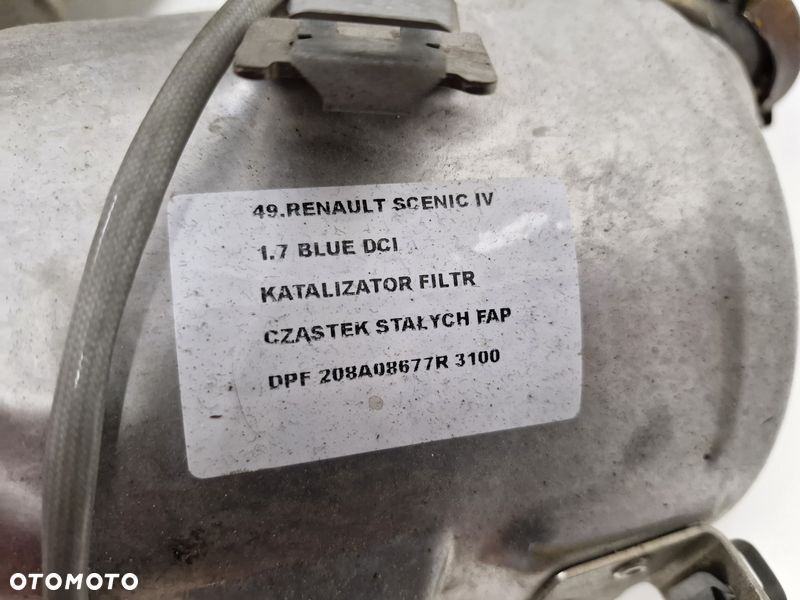 49.RENAULT SCENIC IV
1.7 BLUE DCI
KATALIZATOR FILTR
CZĄSTEK STAŁYCH FAP
DPF 208A08677R 3100
OTOMOTO